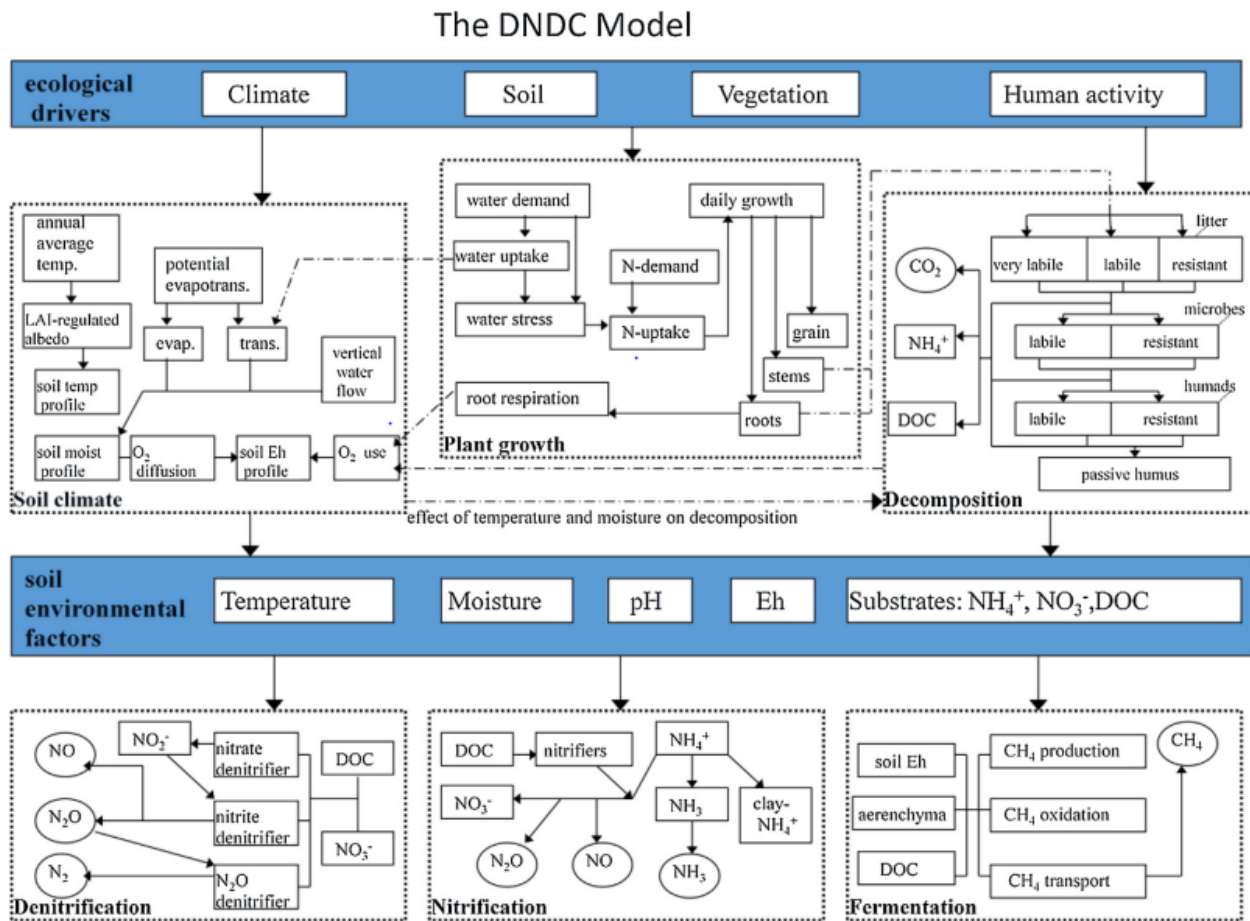 The DNDC Model
ecological
drivers
Climate
Soil
Vegetation
Human activity
annual
average
temp.
potential
evapotrans.
LAI-regulated
albedo
evap.
trans.
vertical
water
flow
soil temp
profile
soil moist
profile
O₂
diffusion
soil Eh
profile
O₂ use
Soil climate
water demand
daily growth
water uptake
N-demand
water stress
N-uptake
grain
stems
root respiration
roots
Plant growth
litter
CO₂
very labile
labile
resistant
microbes
NH₄⁺
labile
resistant
humads
DOC
labile
resistant
passive humus
Decomposition
effect of temperature and moisture on decomposition
soil
environmental
factors
Temperature
Moisture
pH
Eh
Substrates: NH₄⁺, NO₃⁻,DOC
NO
NO₂⁻
nitrate
denitrifier
DOC
N₂O
nitrite
denitrifier
NO₃⁻
N₂
N₂O
denitrifier
Denitrification
DOC
nitrifiers
NH₄⁺
NO₃⁻
NH₃
clay-
NH₄⁺
N₂O
NO
NH₃
Nitrification
soil Eh
CH₄ production
CH₄
aerenchyma
CH₄ oxidation
DOC
CH₄ transport
Fermentation